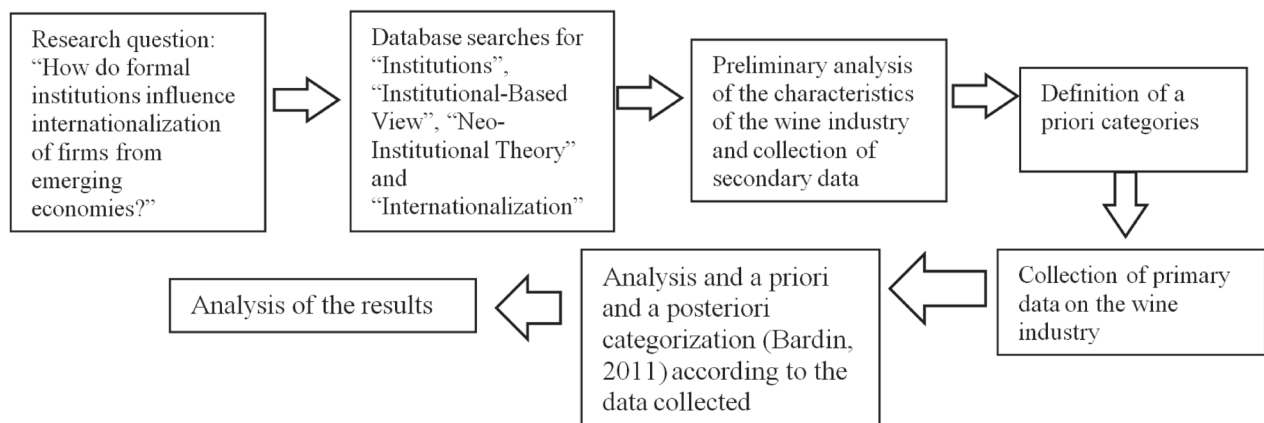 Research question:
“How do formal
institutions influence
internationalization
of firms from
emerging
economies?”
Database searches for
“Institutions”,
“Institutional-Based
View”, “Neo-
Institutional Theory”
and
“Internationalization”
Preliminary analysis
of the characteristics
of the wine industry
and collection of
secondary data
Definition of a
priori categories
Collection of primary
data on the wine
industry
Analysis and a priori
and a posteriori
categorization (Bardin,
2011) according to the
data collected
Analysis of the results